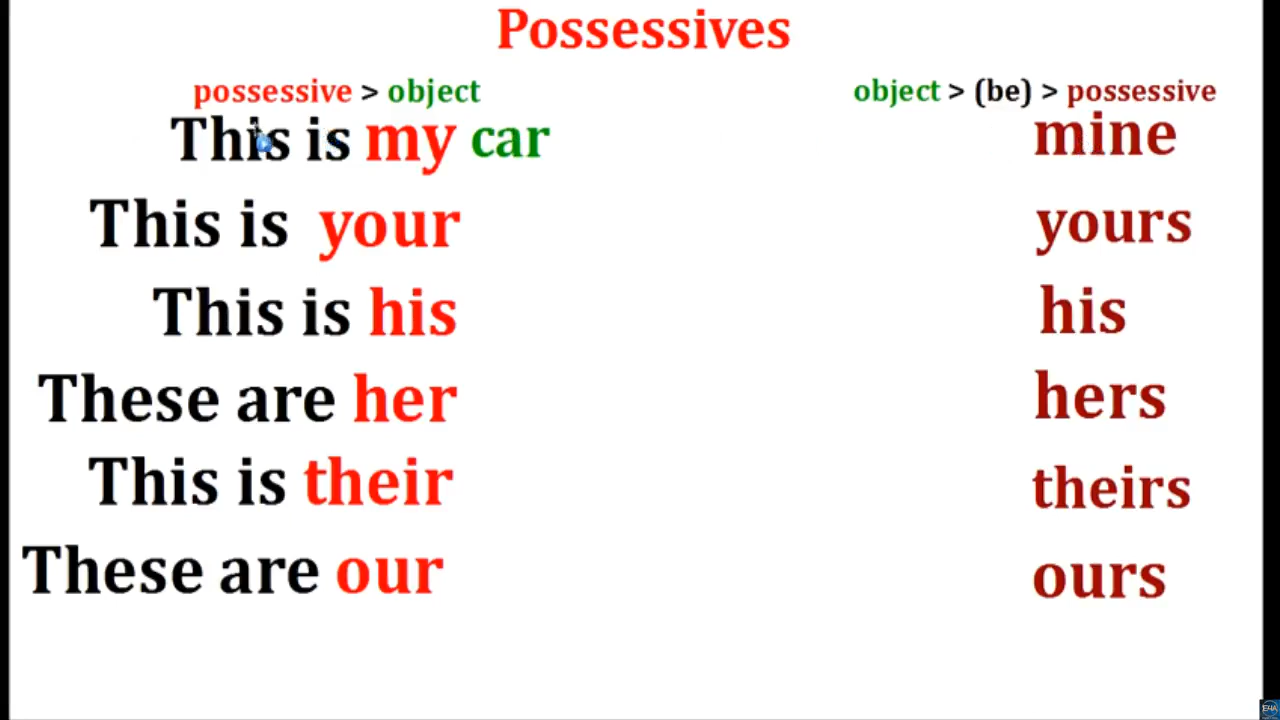 Possessives
possessive > object
object > (be) > possessive
This is my car
mine
This is your
yours
This is his
his
These are her
hers
This is their
theirs
These are our
ours